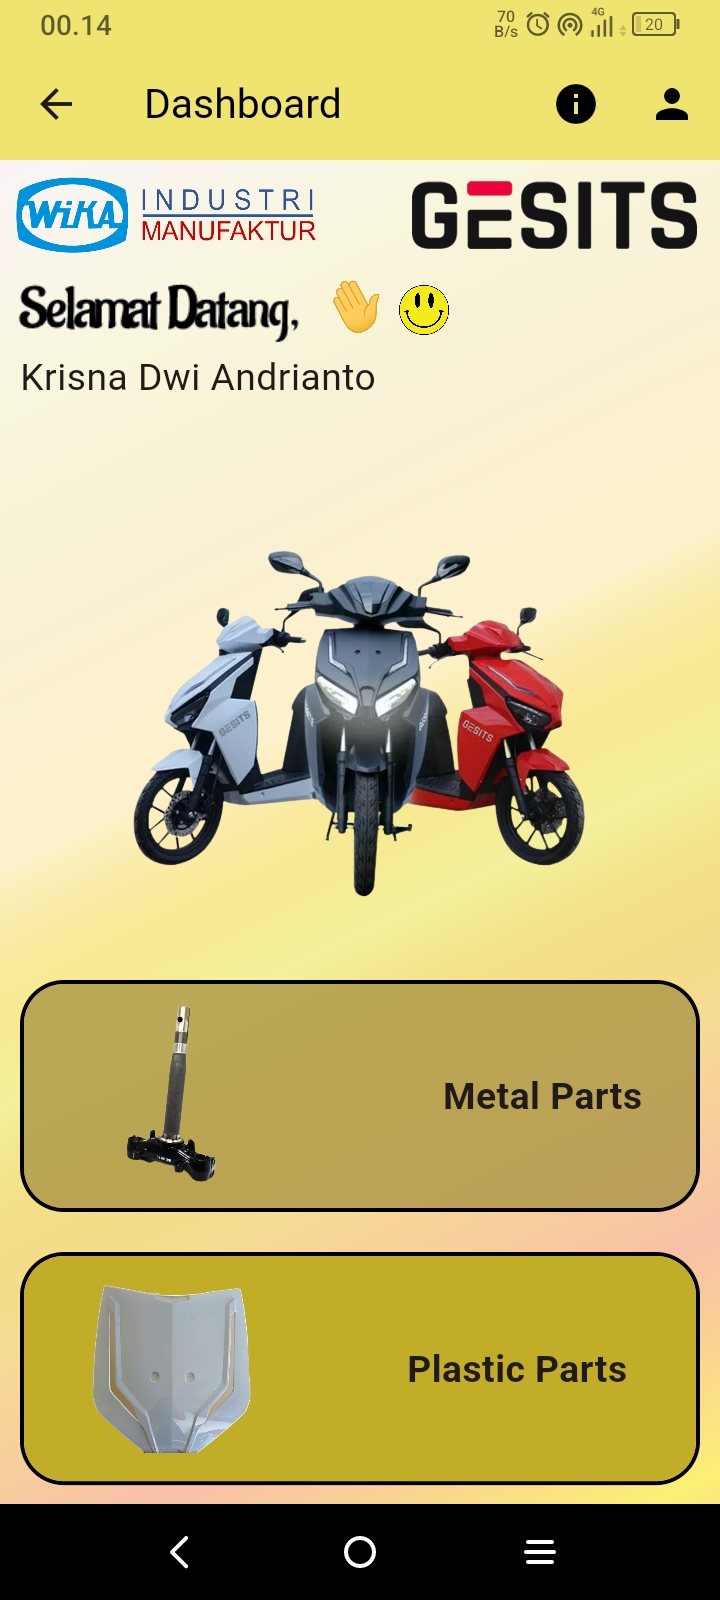 00.14
70 B/s
4G
20
Dashboard
WiKA
INDUSTRI
MANUFAKTUR
GESITS
Selamat Datang,
Krisna Dwi Andrianto
GESITS
GESITS
Metal Parts
Plastic Parts